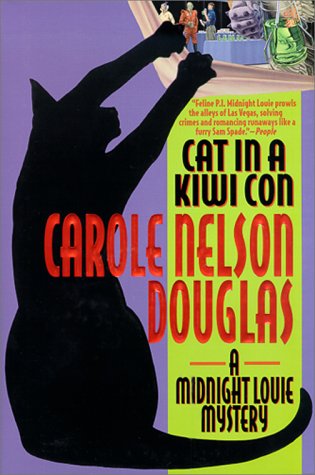 "Feline P.I. Midnight Louie prowls
the alleys of Las Vegas, solving
crimes and romancing runaways like a
furry Sam Spade."—People
CAT IN A
KIWI CON
CAROLE NELSON
DOUGLAS
A
MIDNIGHT LOUIE
MYSTERY